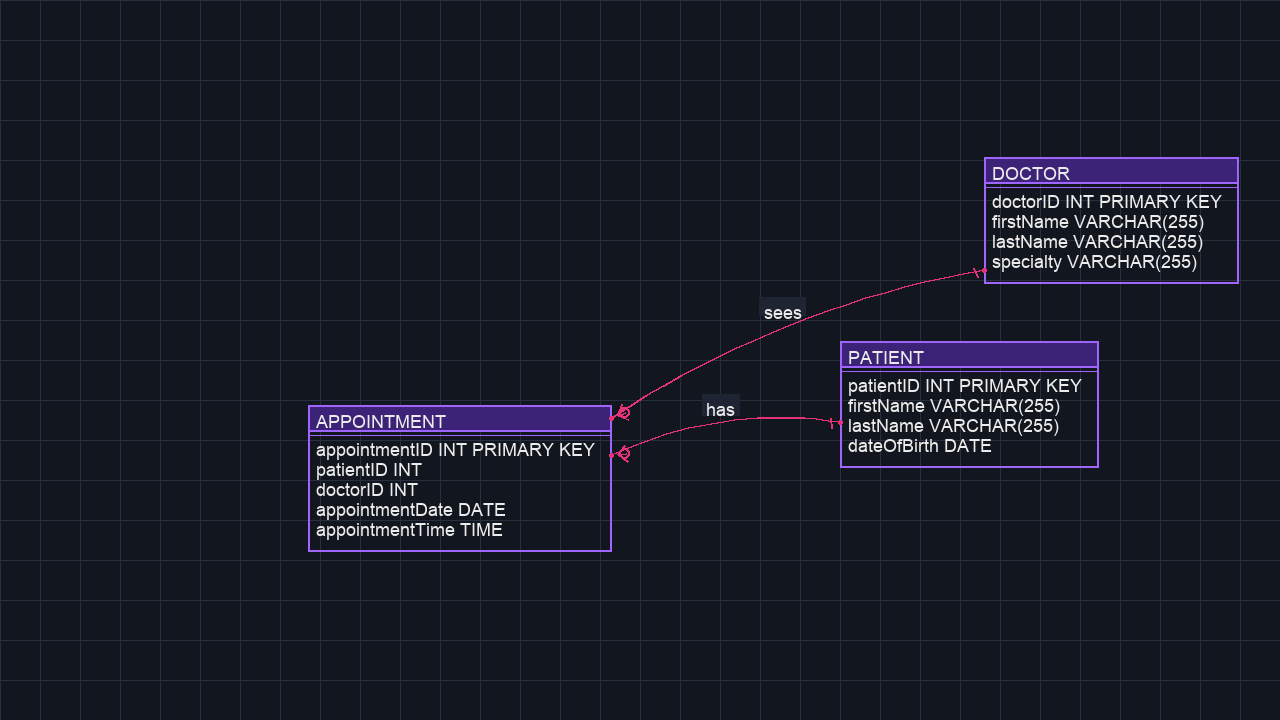 DOCTOR
doctorID INT PRIMARY KEY
firstName VARCHAR(255)
lastName VARCHAR(255)
specialty VARCHAR(255)
sees
PATIENT
patientID INT PRIMARY KEY
firstName VARCHAR(255)
lastName VARCHAR(255)
dateOfBirth DATE
has
APPOINTMENT
appointmentID INT PRIMARY KEY
patientID INT
doctorID INT
appointmentDate DATE
appointmentTime TIME